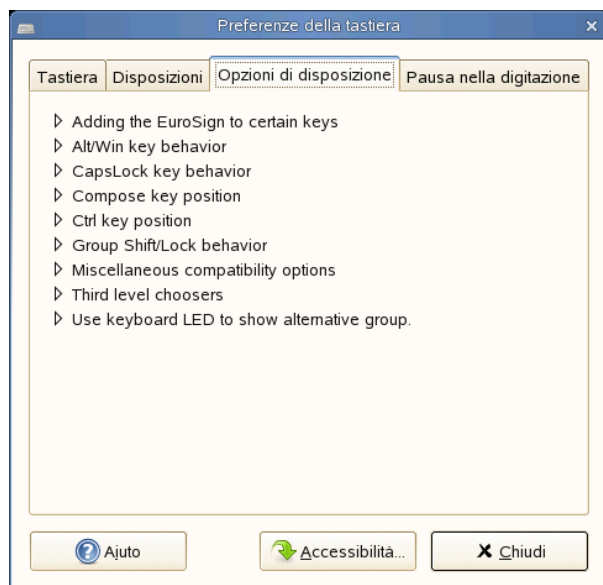 Preferenze della tastiera
Tastiera Disposizioni Opzioni di disposizione Pausa nella digitazione
Adding the EuroSign to certain keys
Alt/Win key behavior
CapsLock key behavior
Compose key position
Ctrl key position
Group Shift/Lock behavior
Miscellaneous compatibility options
Third level choosers
Use keyboard LED to show alternative group.
Aiuto Accessibilità... Chiudi